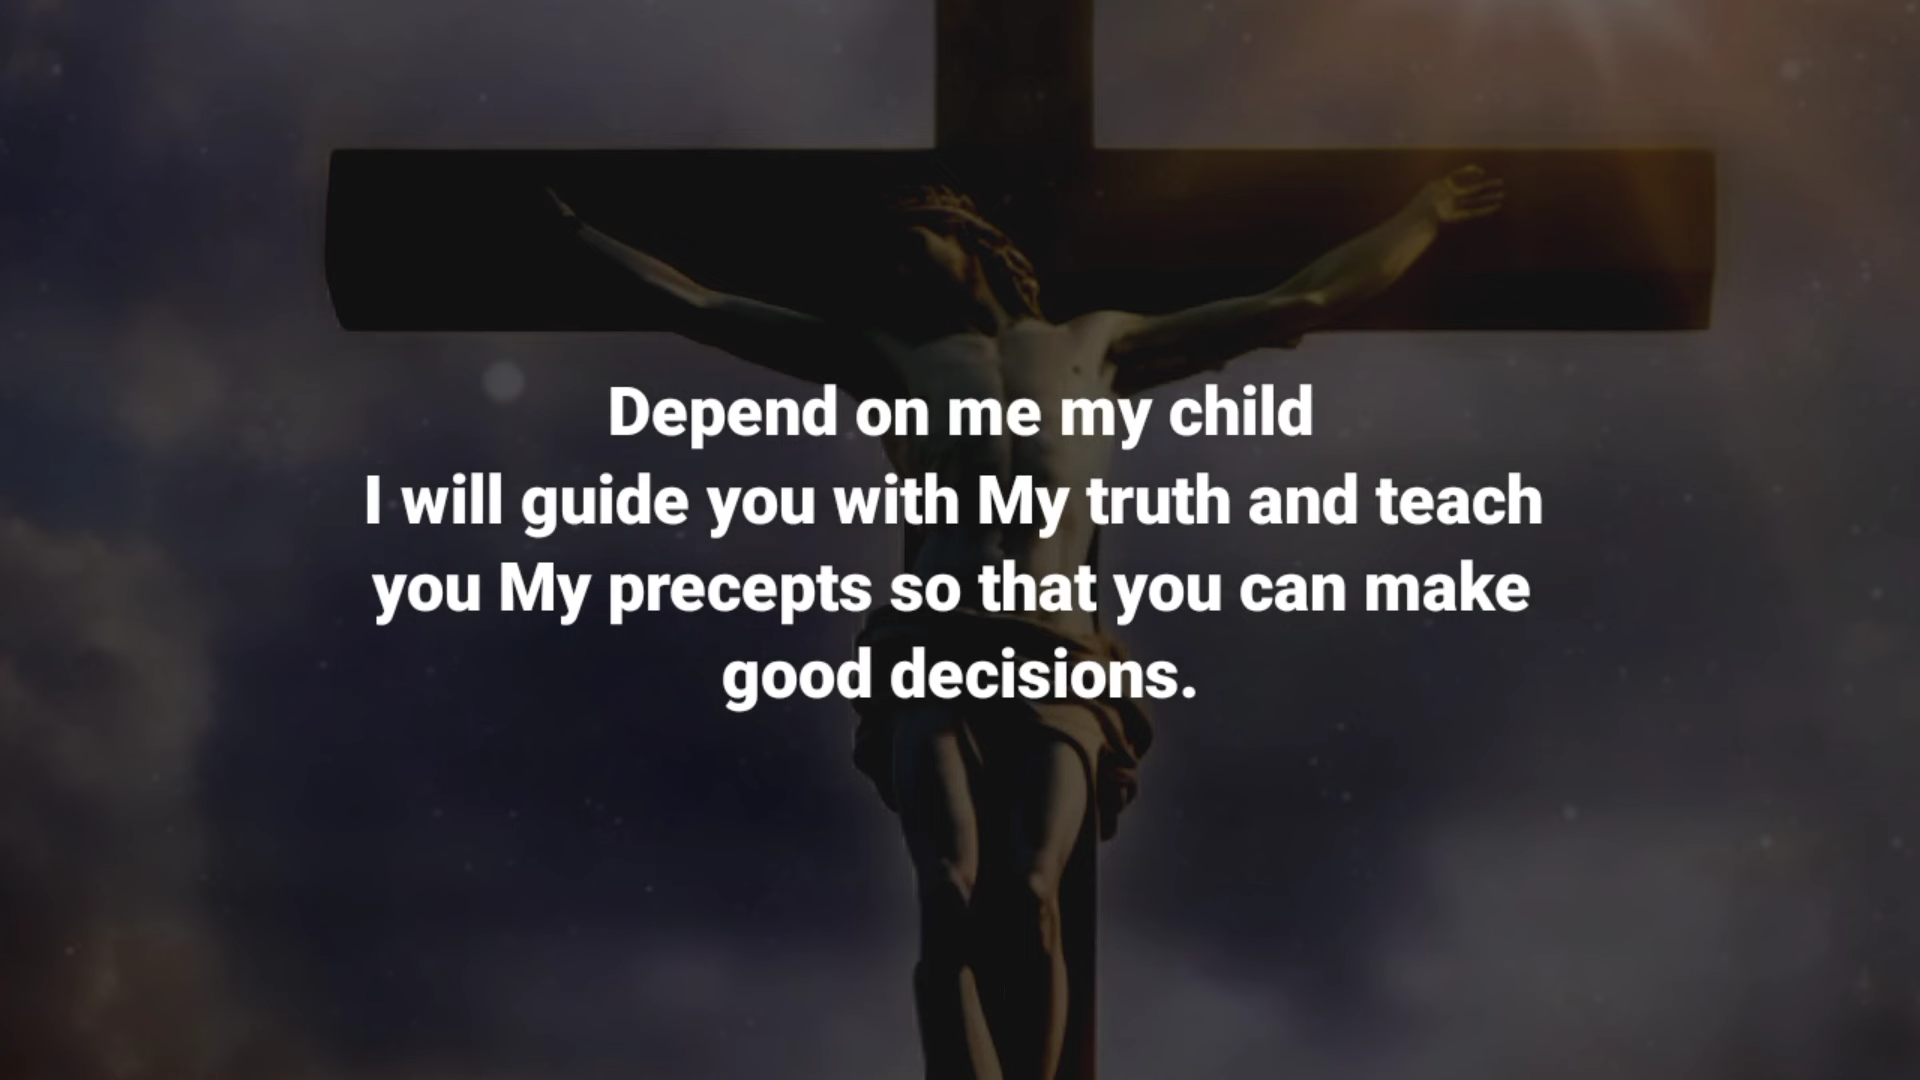 Depend on me my child
I will guide you with My truth and teach
you My precepts so that you can make
good decisions.